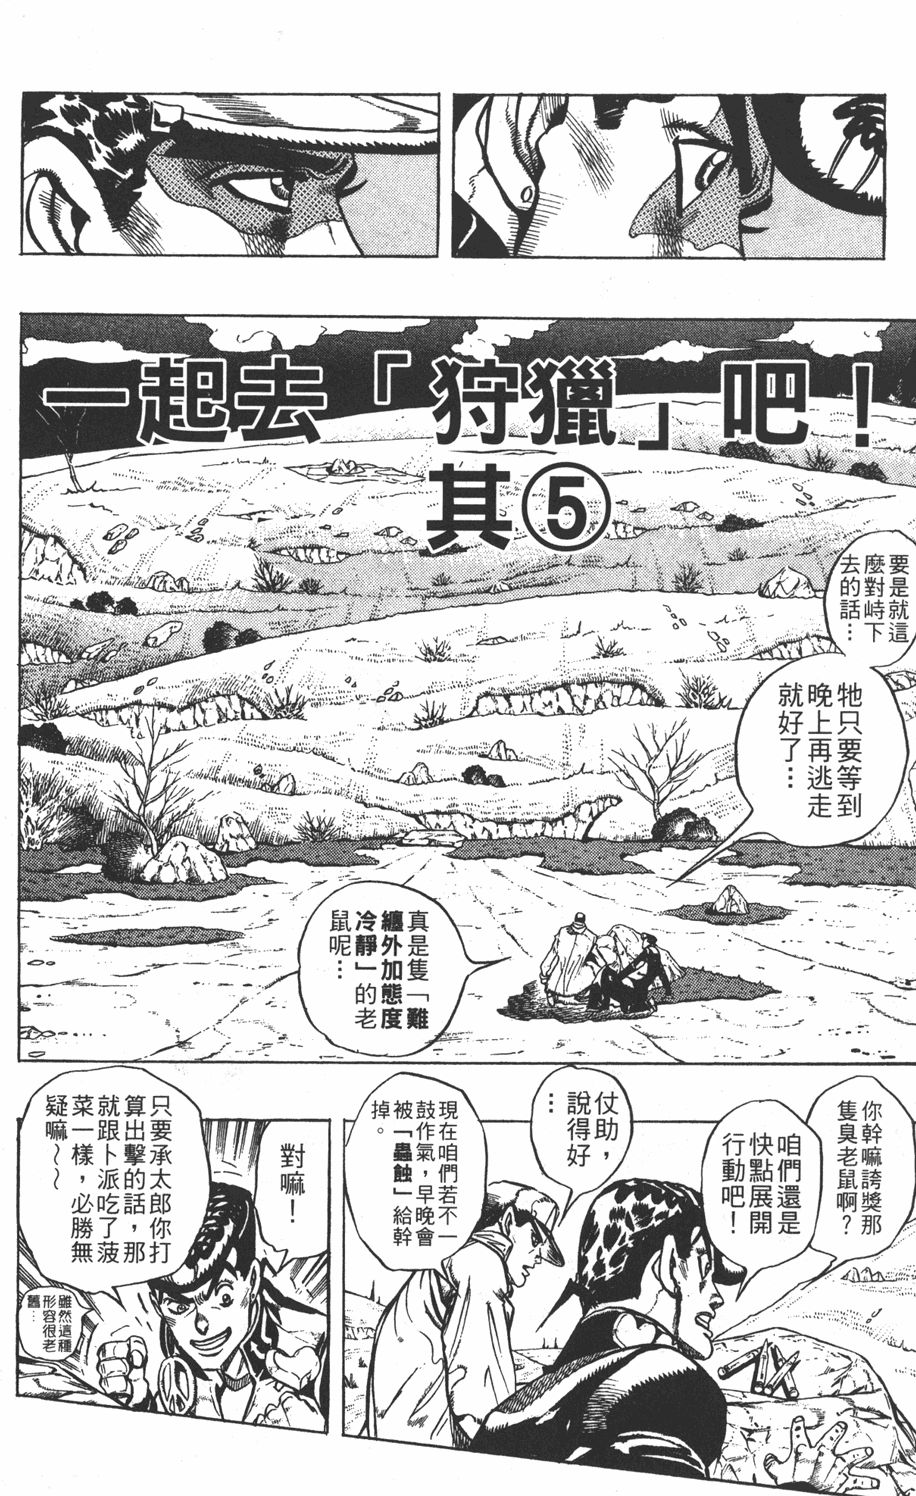 一起去「狩獵」吧！
其⑤
要是就這
麼對峙下
去的話…
牠只要等到
晚上再逃走
就好了…
真是隻「難
纏外加態度
冷靜」的老
鼠呢…
你幹嘛誇獎那
隻臭老鼠啊？
咱們還是
快點展開
行動吧！
仗助，
說得好
…
現在咱們若不一
鼓作氣，早晚會
被「蟲蝕」給幹
掉。
對嘛！
只要承太郎你打
算出擊的話，那
就跟卜派吃了菠
菜一樣，必勝無
疑嘛～～
雖然這種
形容很老
舊…